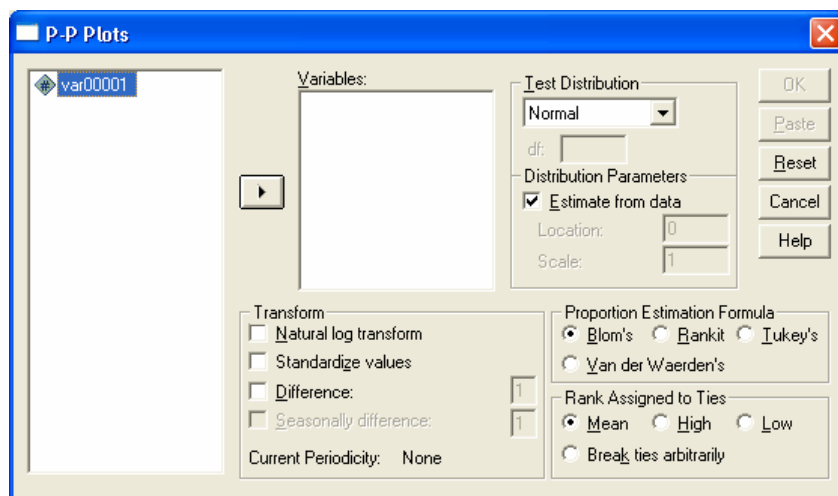 P-P Plots
var00001
Variables:
Test Distribution
Normal
df:
Distribution Parameters
Estimate from data
Location: 0
Scale: 1
OK
Paste
Reset
Cancel
Help
Transform
Natural log transform
Standardize values
Difference: 1
Seasonally difference: 1
Current Periodicity: None
Proportion Estimation Formula
Blom's Rankit Tukey's
Van der Waerden's
Rank Assigned to Ties
Mean High Low
Break ties arbitrarily